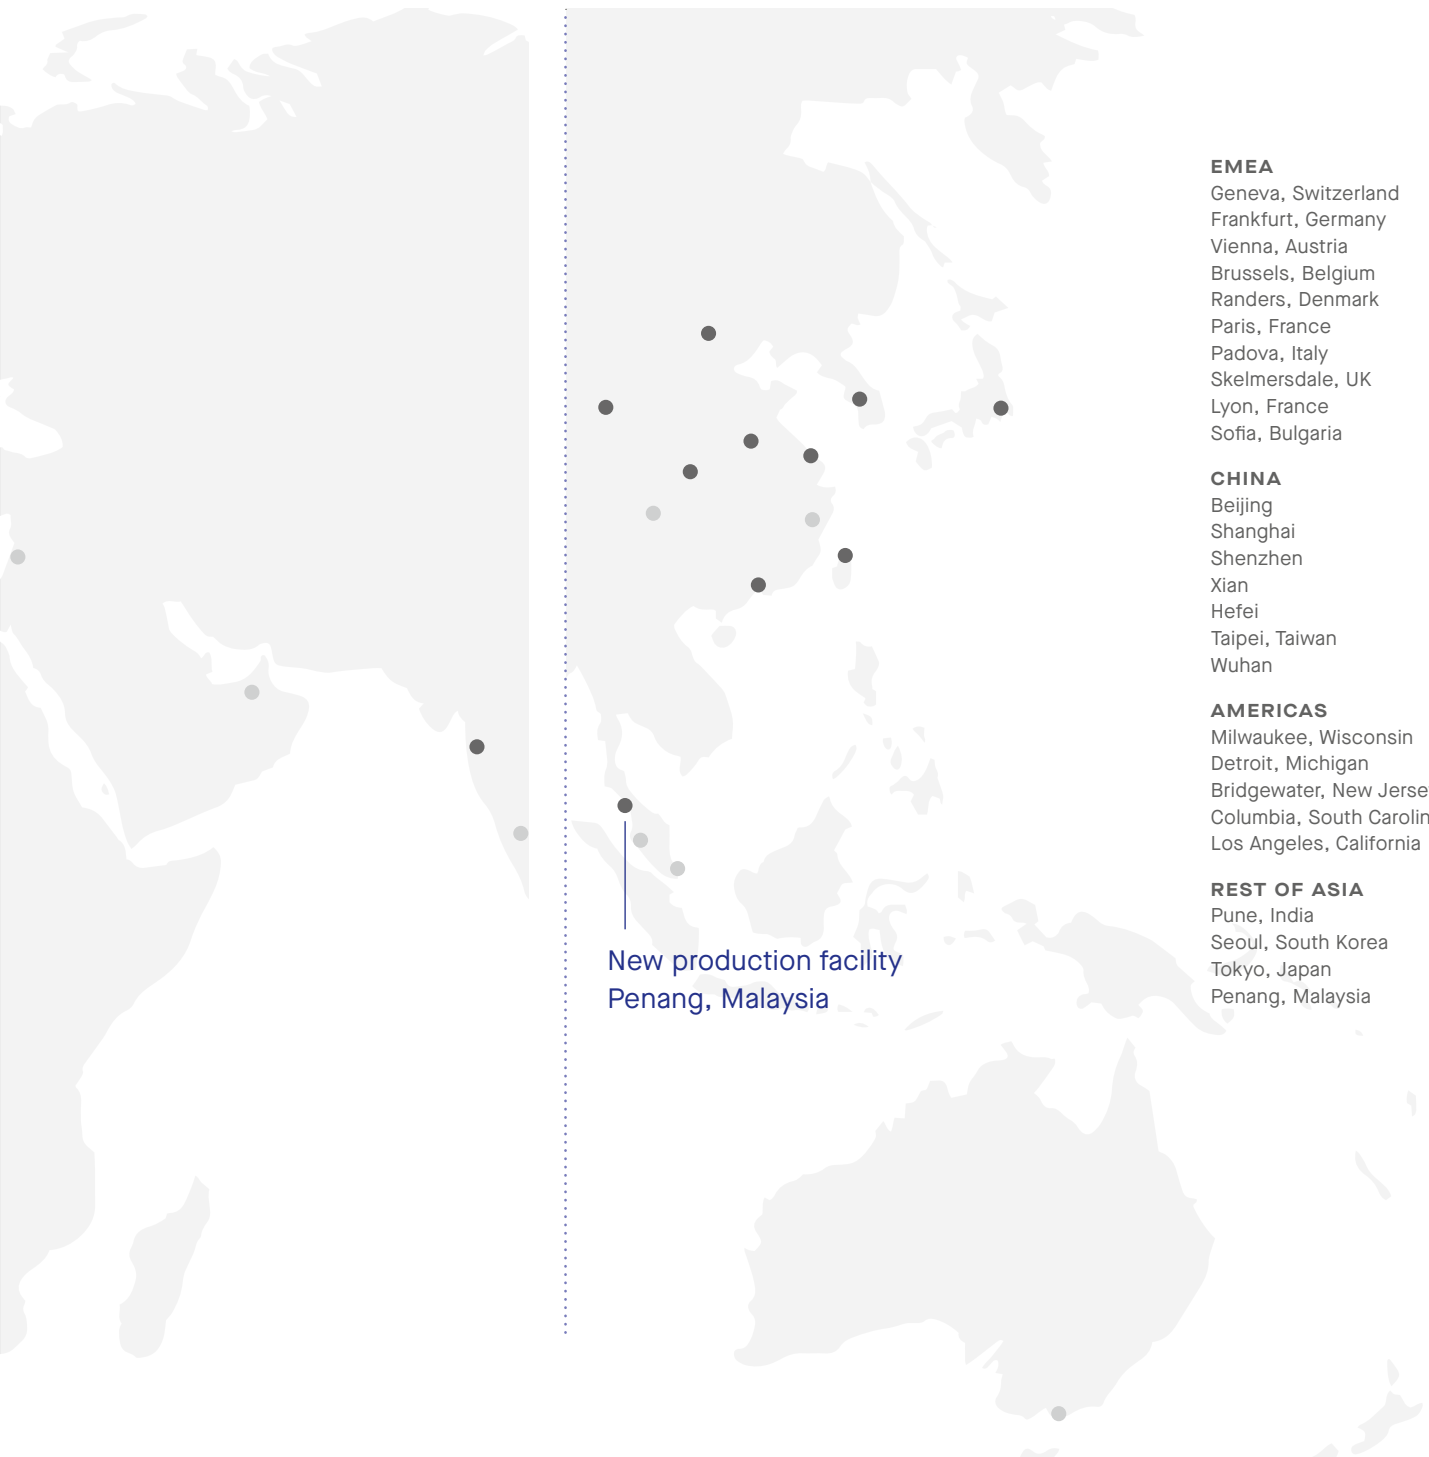 EMEA
Geneva, Switzerland
Frankfurt, Germany
Vienna, Austria
Brussels, Belgium
Randers, Denmark
Paris, France
Padova, Italy
Skelmersdale, UK
Lyon, France
Sofia, Bulgaria
CHINA
Beijing
Shanghai
Shenzhen
Xian
Hefei
Taipei, Taiwan
Wuhan
AMERICAS
Milwaukee, Wisconsin
Detroit, Michigan
Bridgewater, New Jerse
Columbia, South Carolin
Los Angeles, California
REST OF ASIA
Pune, India
Seoul, South Korea
Tokyo, Japan
Penang, Malaysia
New production facility
Penang, Malaysia